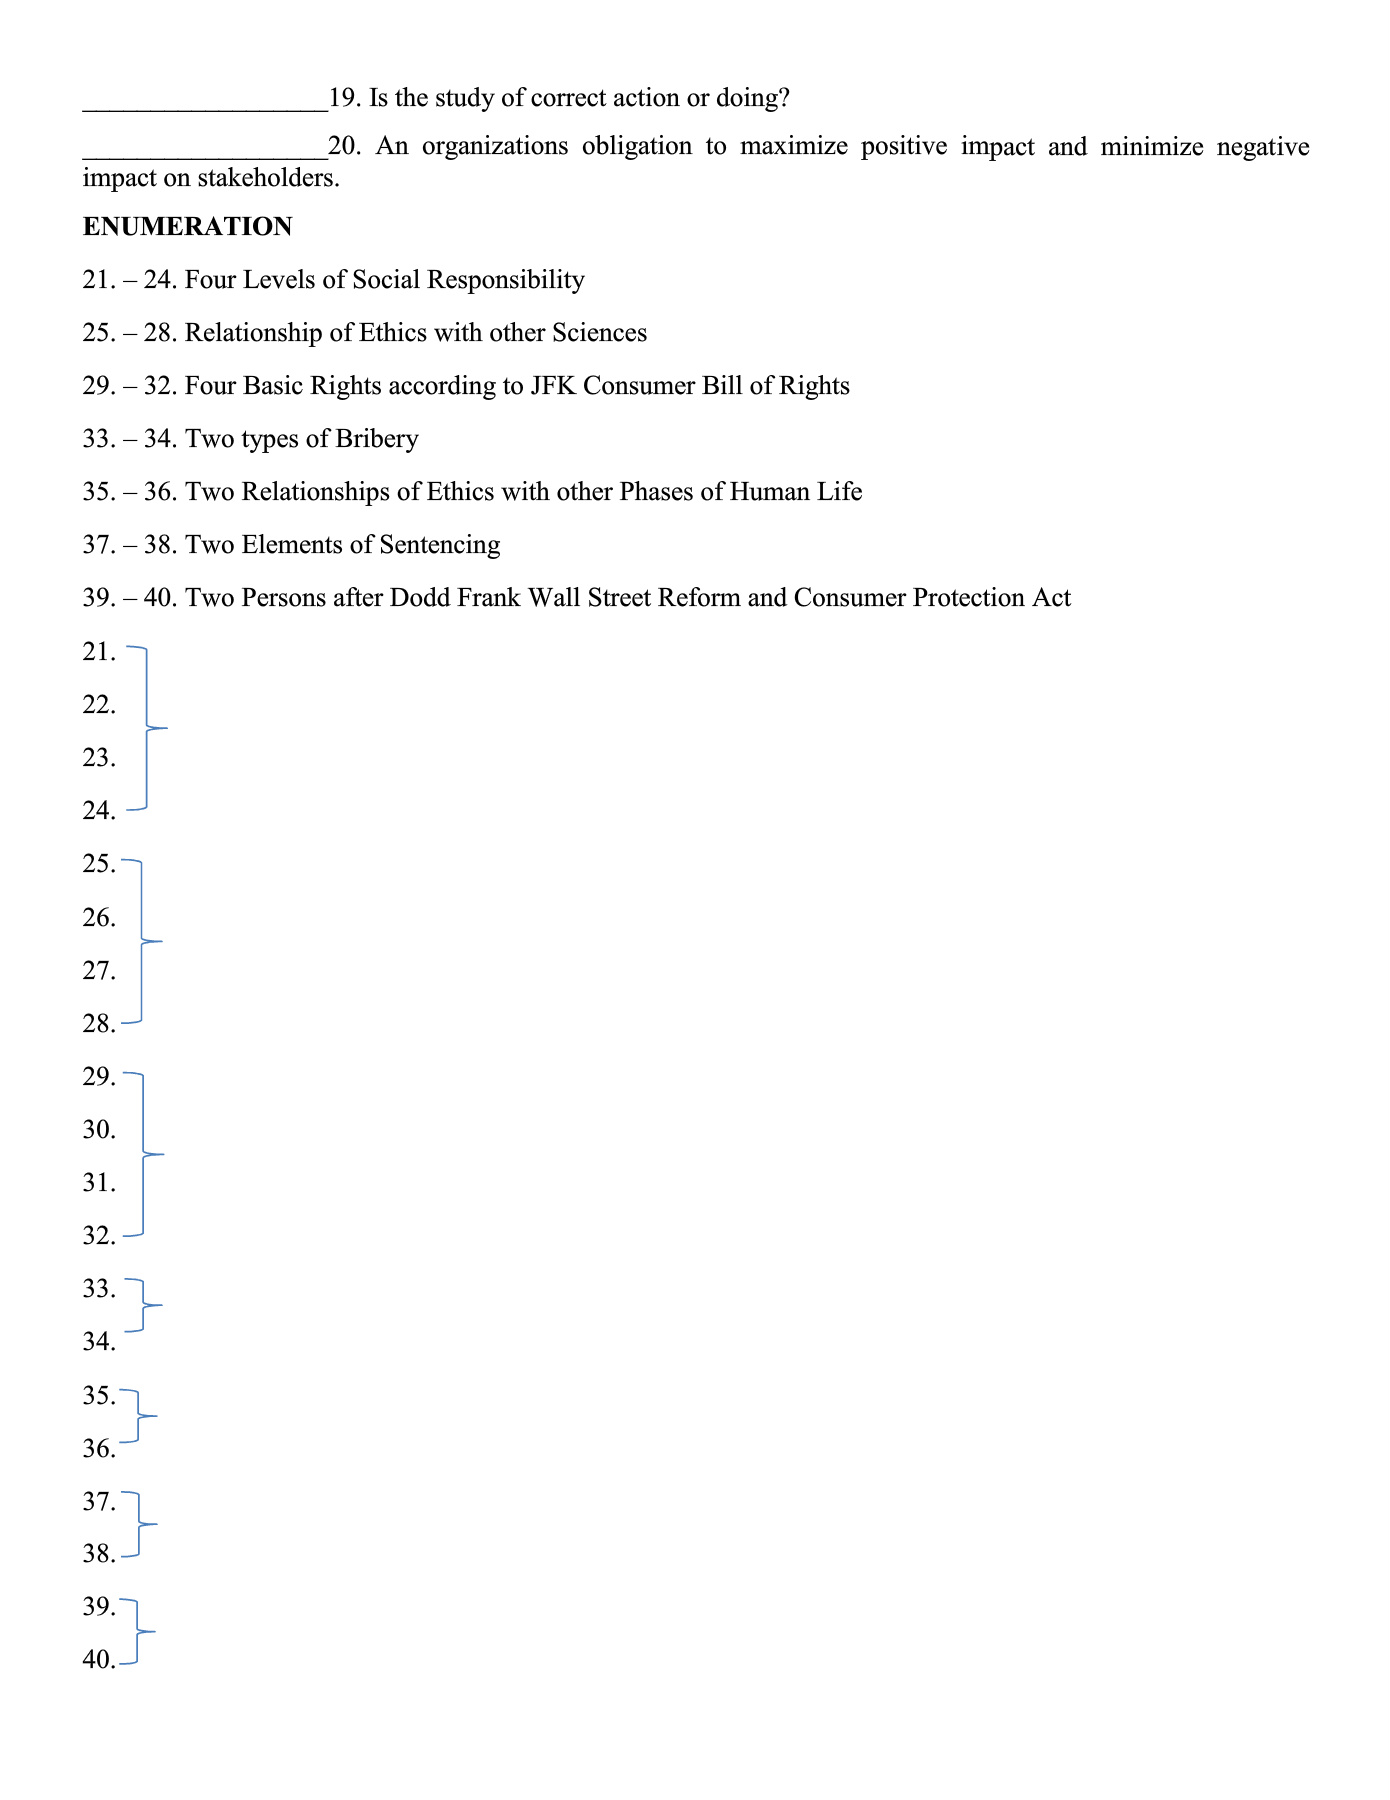 __________________19. Is the study of correct action or doing?
__________________20. An organizations obligation to maximize positive impact and minimize negative
impact on stakeholders.
ENUMERATION
21. – 24. Four Levels of Social Responsibility
25. – 28. Relationship of Ethics with other Sciences
29. – 32. Four Basic Rights according to JFK Consumer Bill of Rights
33. – 34. Two types of Bribery
35. – 36. Two Relationships of Ethics with other Phases of Human Life
37. – 38. Two Elements of Sentencing
39. – 40. Two Persons after Dodd Frank Wall Street Reform and Consumer Protection Act
21.
22.
23.
24.
25.
26.
27.
28.
29.
30.
31.
32.
33.
34.
35.
36.
37.
38.
39.
40.